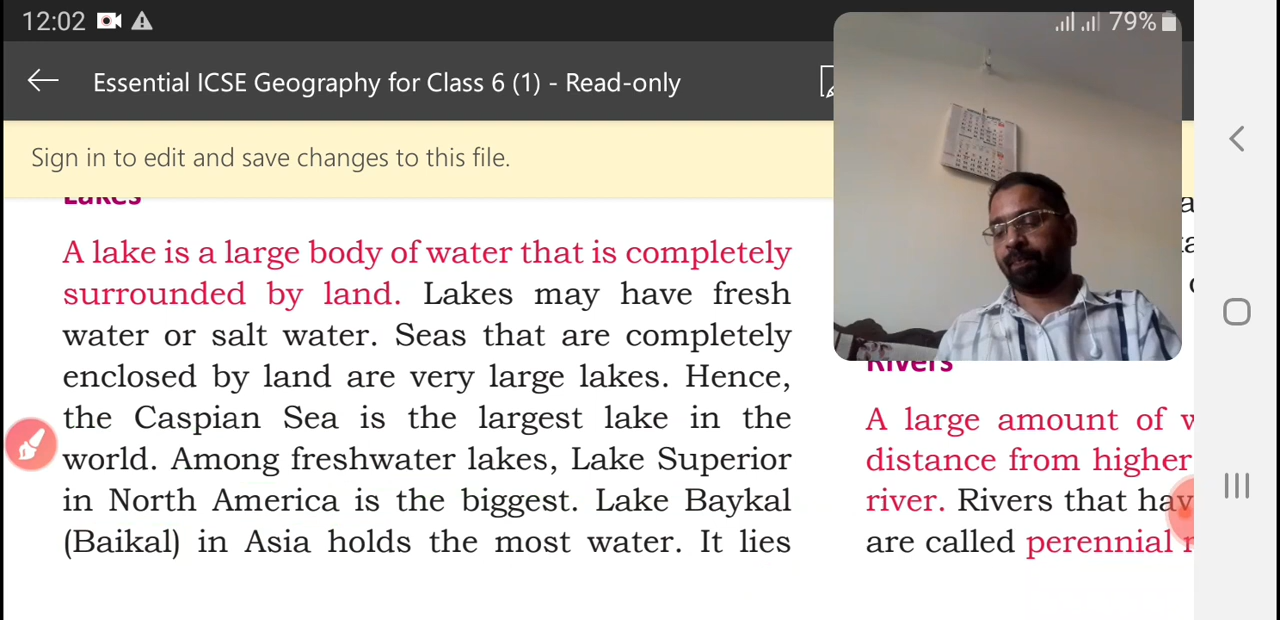 12:02
79%
Essential ICSE Geography for Class 6 (1) - Read-only
Sign in to edit and save changes to this file.
Lakes
A lake is a large body of water that is completely
surrounded by land. Lakes may have fresh
water or salt water. Seas that are completely
enclosed by land are very large lakes. Hence,
the Caspian Sea is the largest lake in the
world. Among freshwater lakes, Lake Superior
in North America is the biggest. Lake Baykal
(Baikal) in Asia holds the most water. It lies
Rivers
A large amount of
distance from higher
river. Rivers that hav
are called perennial